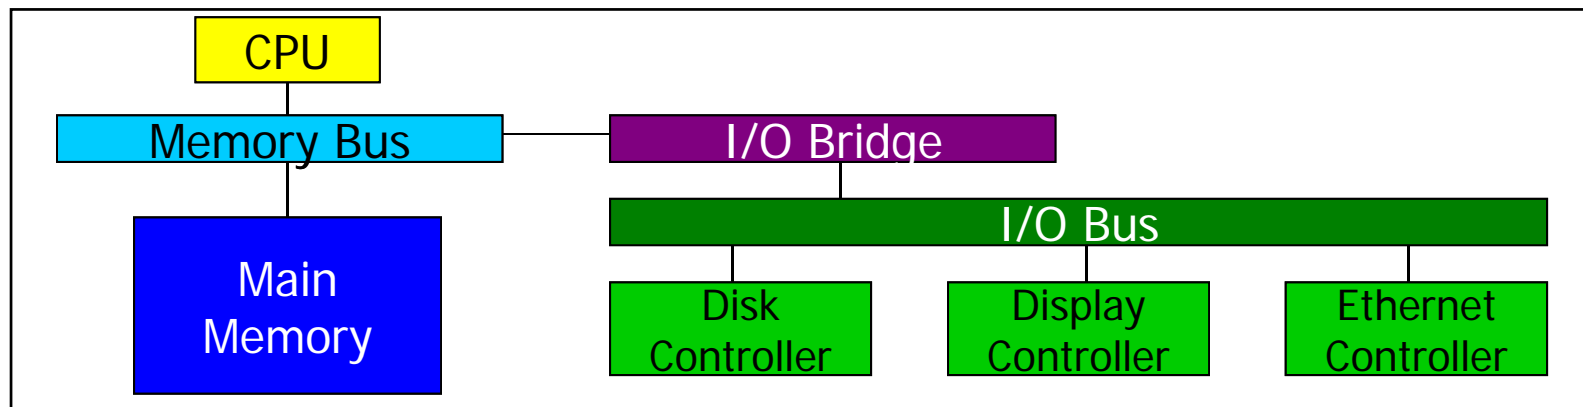 CPU
Memory Bus
I/O Bridge
I/O Bus
Main
Memory
Disk
Controller
Display
Controller
Ethernet
Controller